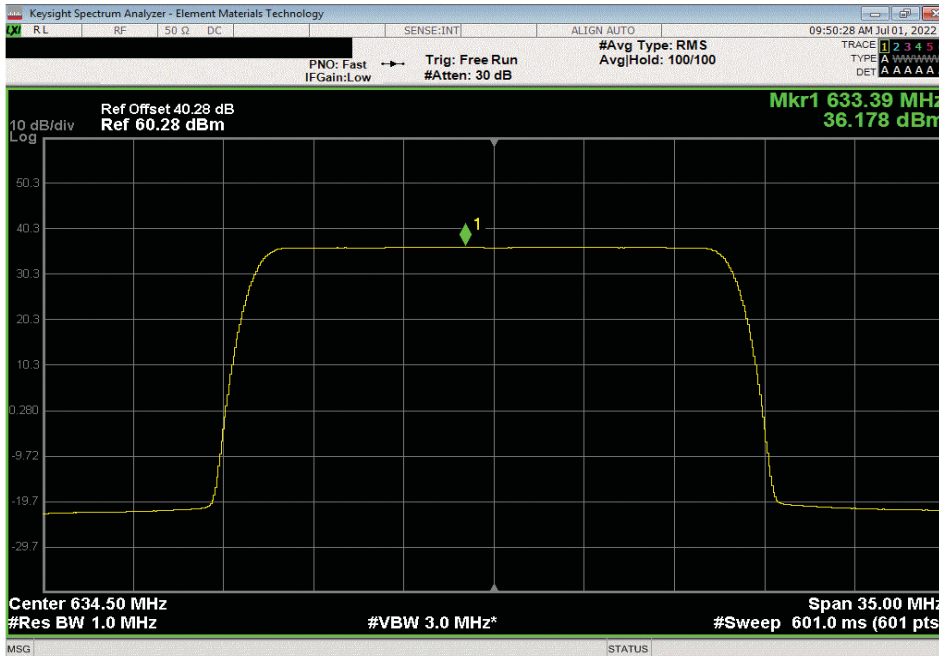 Keysight Spectrum Analyzer - Element Materials Technology
LXI RL RF 50 Ω DC SENSE:INT ALIGN AUTO 09:50:28 AM Jul 01, 2022
PNO: Fast Trig: Free Run #Avg Type: RMS TRACE 1 2 3 4 5
IFGain:Low #Atten: 30 dB Avg|Hold: 100/100 TYPE A WWWWW
DET A A A A A
Mkr1 633.39 MHz
36.178 dBm
Ref Offset 40.28 dB
10 dB/div Ref 60.28 dBm
Log
50.3
1
40.3
30.3
20.3
10.3
0.280
-9.72
-19.7
-29.7
Center 634.50 MHz Span 35.00 MHz
#Res BW 1.0 MHz #VBW 3.0 MHz* #Sweep 601.0 ms (601 pts
MSG STATUS